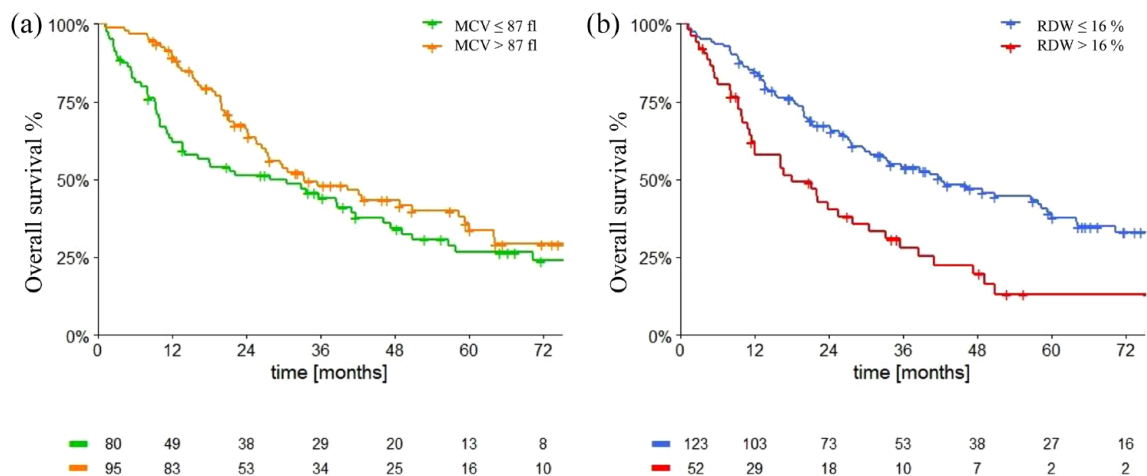 (a)
MCV ≤ 87 fl
MCV > 87 fl
Overall survival %
100%
75%
50%
25%
0%
0 12 24 36 48 60 72
time [months]
80 49 38 29 20 13 8
95 83 53 34 25 16 10
(b)
RDW ≤ 16 %
RDW > 16 %
Overall survival %
100%
75%
50%
25%
0%
0 12 24 36 48 60 72
time [months]
123 103 73 53 38 27 16
52 29 18 10 7 2 2